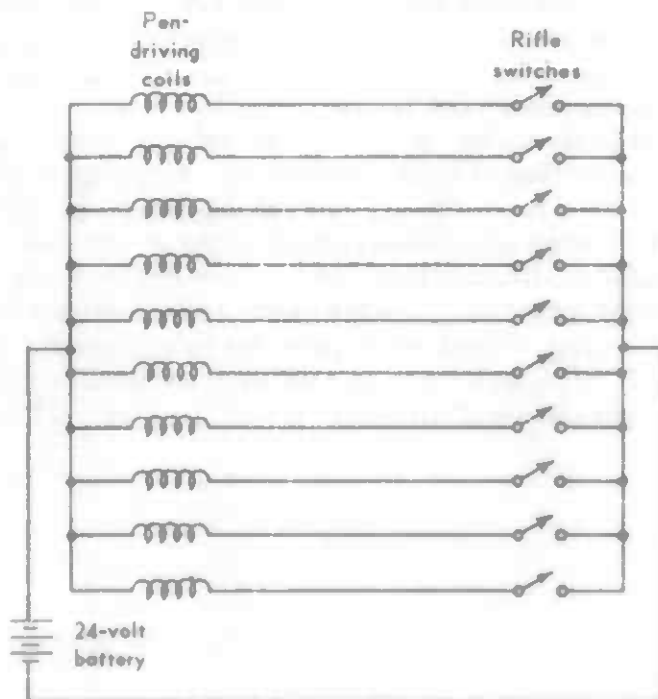 Pen-
driving
coils
Rifle
switches
24-volt
battery